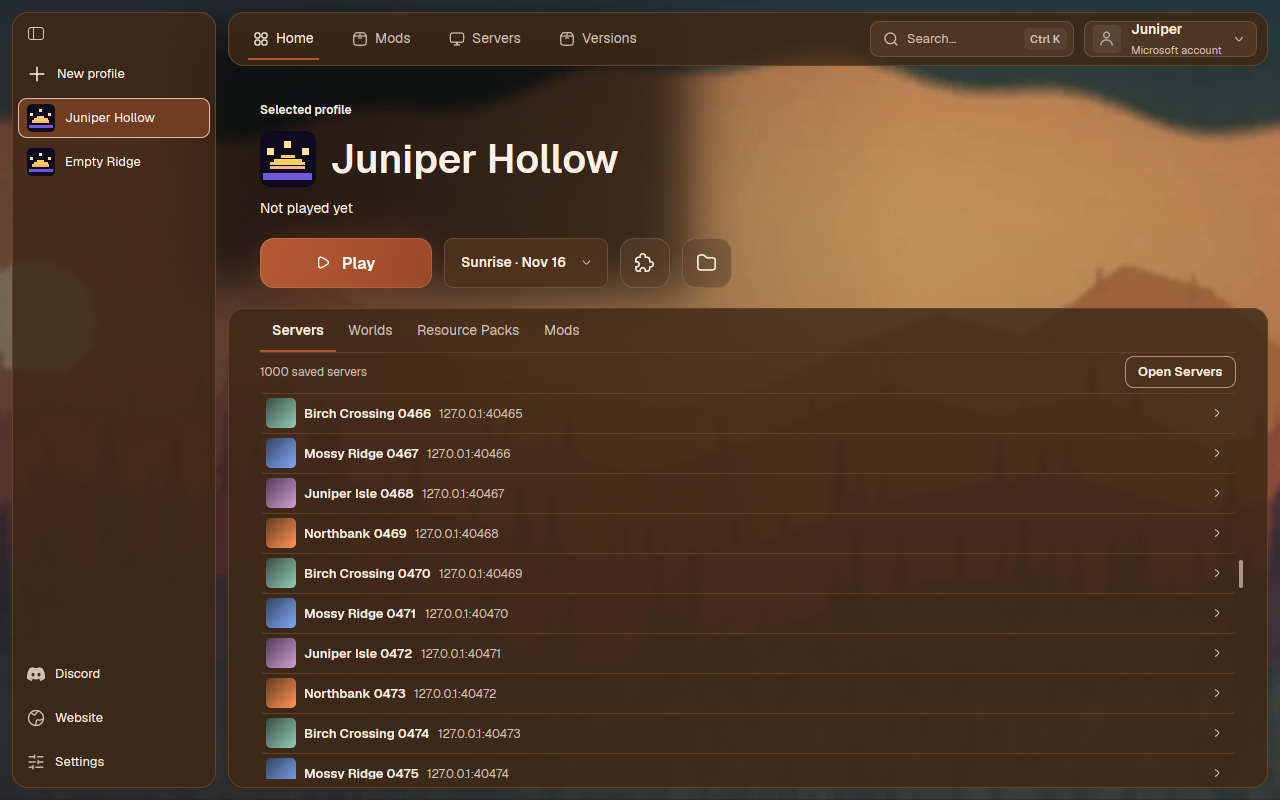 New profile
Juniper Hollow
Empty Ridge
Discord
Website
Settings
Home
Mods
Servers
Versions
Search...
Ctrl K
Juniper
Microsoft account
Selected profile
Juniper Hollow
Not played yet
Play
Sunrise · Nov 16
Servers
Worlds
Resource Packs
Mods
1000 saved servers
Open Servers
Birch Crossing 0466 127.0.0.1:40465
Mossy Ridge 0467 127.0.0.1:40466
Juniper Isle 0468 127.0.0.1:40467
Northbank 0469 127.0.0.1:40468
Birch Crossing 0470 127.0.0.1:40469
Mossy Ridge 0471 127.0.0.1:40470
Juniper Isle 0472 127.0.0.1:40471
Northbank 0473 127.0.0.1:40472
Birch Crossing 0474 127.0.0.1:40473
Mossy Ridge 0475 127.0.0.1:40474